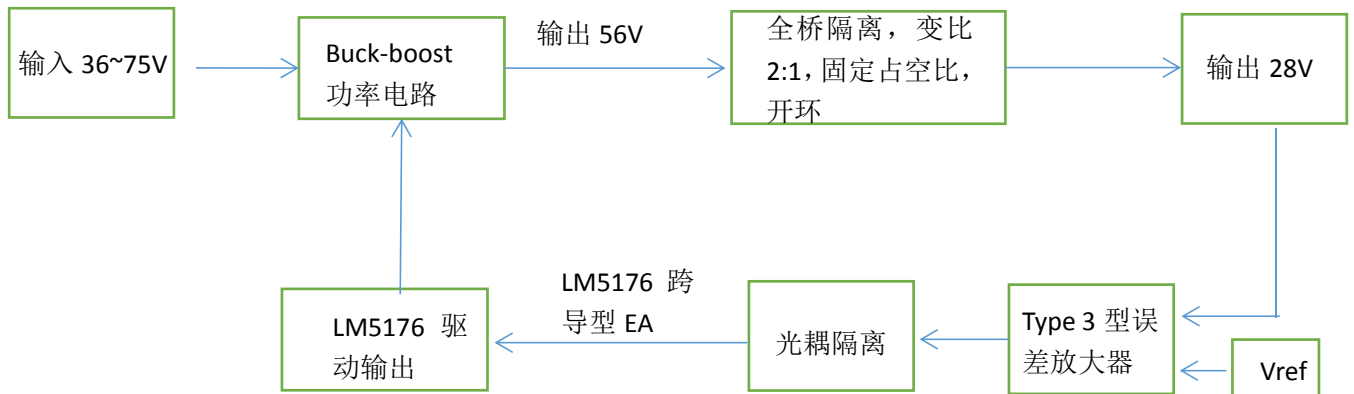 输入 36~75V
Buck-boost
功率电路
输出 56V
全桥隔离，变比
2:1，固定占空比，
开环
输出 28V
LM5176 驱
动输出
LM5176 跨
导型 EA
光耦隔离
Type 3 型误
差放大器
Vref